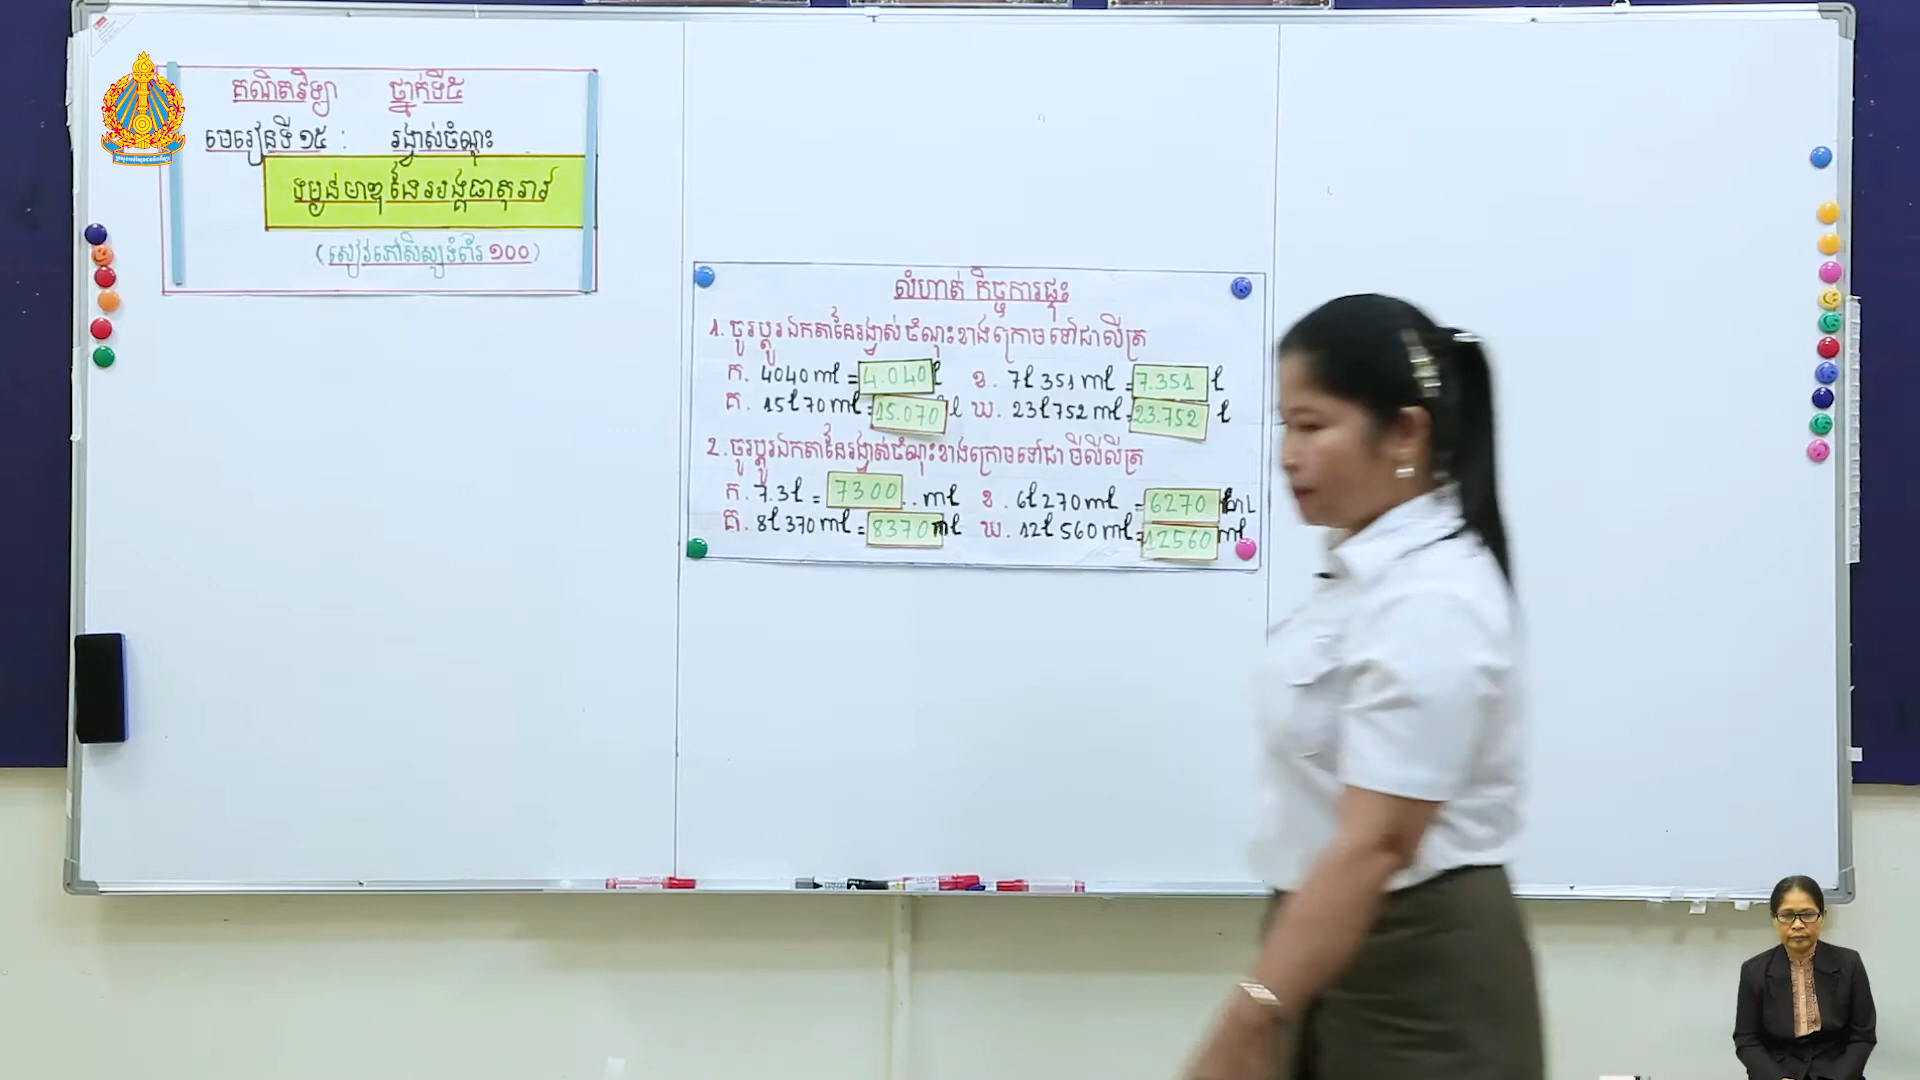 គណិតវិទ្យា ថ្នាក់ទី៥
មេរៀនទី ១៥ : រង្វាស់ចំណុះ
ទម្ងន់មាឌនៃអង្គធាតុរាវ
(សៀវភៅសិស្សទំព័រ ១០០)
លំហាត់ កិច្ចការផ្ទុះ
1. ចូរប្តូរឯកតានៃរង្វាស់ចំណុះខាងក្រោមទៅជាលីត្រ
ក. 4040 ml = 4.040 l ខ. 7l 351 ml = 7.351 l
គ. 15l 70 ml = 15.070 l ឃ. 23l 752 ml = 23.752 l
2. ចូរប្តូរឯកតានៃរង្វាស់ចំណុះខាងក្រោមទៅជា មីលីលីត្រ
ក. 7.3l = 7300 .. ml ខ. 6l 270 ml = 6270 ml
គ. 8l 370 ml = 8370 ml ឃ. 12l 560 ml = 12560 ml